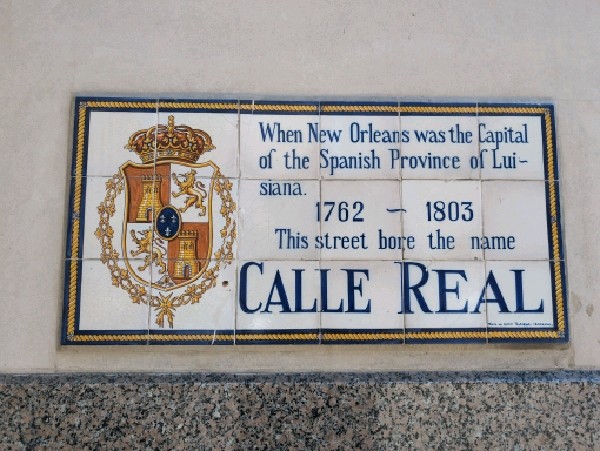 When New Orleans was the Capital
of the Spanish Province of Lui-
siana.
1762 ~ 1803
This street bore the name
CALLE REAL